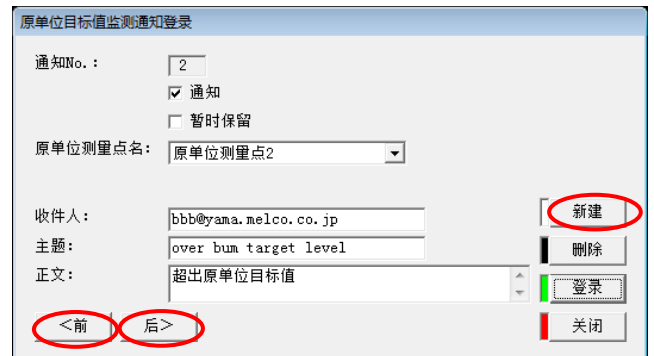 原单位目标值监测通知登录
通知No.： 2
通知
暂时保留
原单位测量点名： 原单位测量点2
收件人： bbb@yama.melco.co.jp
新建
主题： over bum target level
删除
正文： 超出原单位目标值
登录
<前 后> 关闭